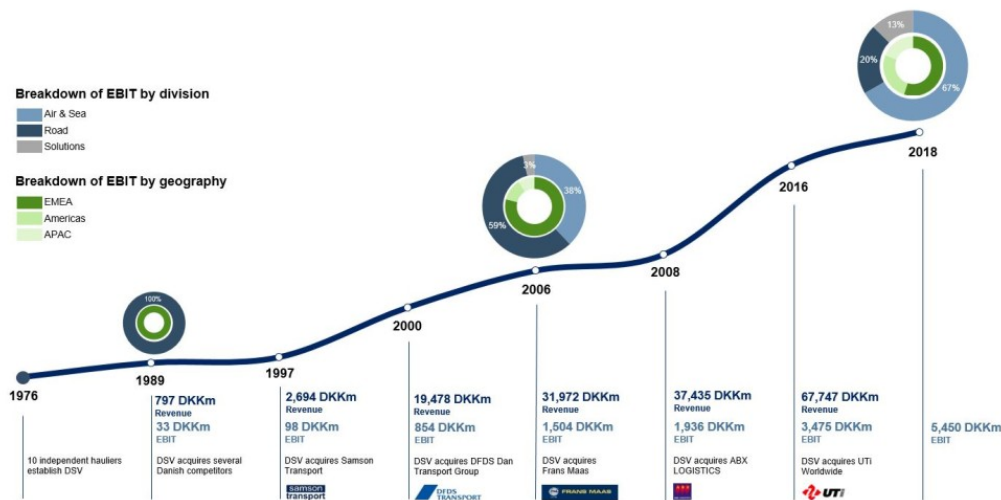 Breakdown of EBIT by division
Air & Sea
Road
Solutions
Breakdown of EBIT by geography
EMEA
Americas
APAC
100%
3%
38%
59%
13%
20%
67%
1976
1989
1997
2000
2006
2008
2016
2018
10 independent hauliers
establish DSV
797 DKKm
Revenue
33 DKKm
EBIT
DSV acquires several
Danish competitors
2,694 DKKm
Revenue
98 DKKm
EBIT
DSV acquires Samson
Transport
samson
transport
19,478 DKKm
Revenue
854 DKKm
EBIT
DSV acquires DFDS Dan
Transport Group
DFDS
TRANSPORT
31,972 DKKm
Revenue
1,504 DKKm
EBIT
DSV acquires
Frans Maas
FRANS MAAS
37,435 DKKm
Revenue
1,936 DKKm
EBIT
DSV acquires ABX
LOGISTICS
67,747 DKKm
Revenue
3,475 DKKm
EBIT
DSV acquires UTi
Worldwide
UTi
5,450 DKKm
EBIT